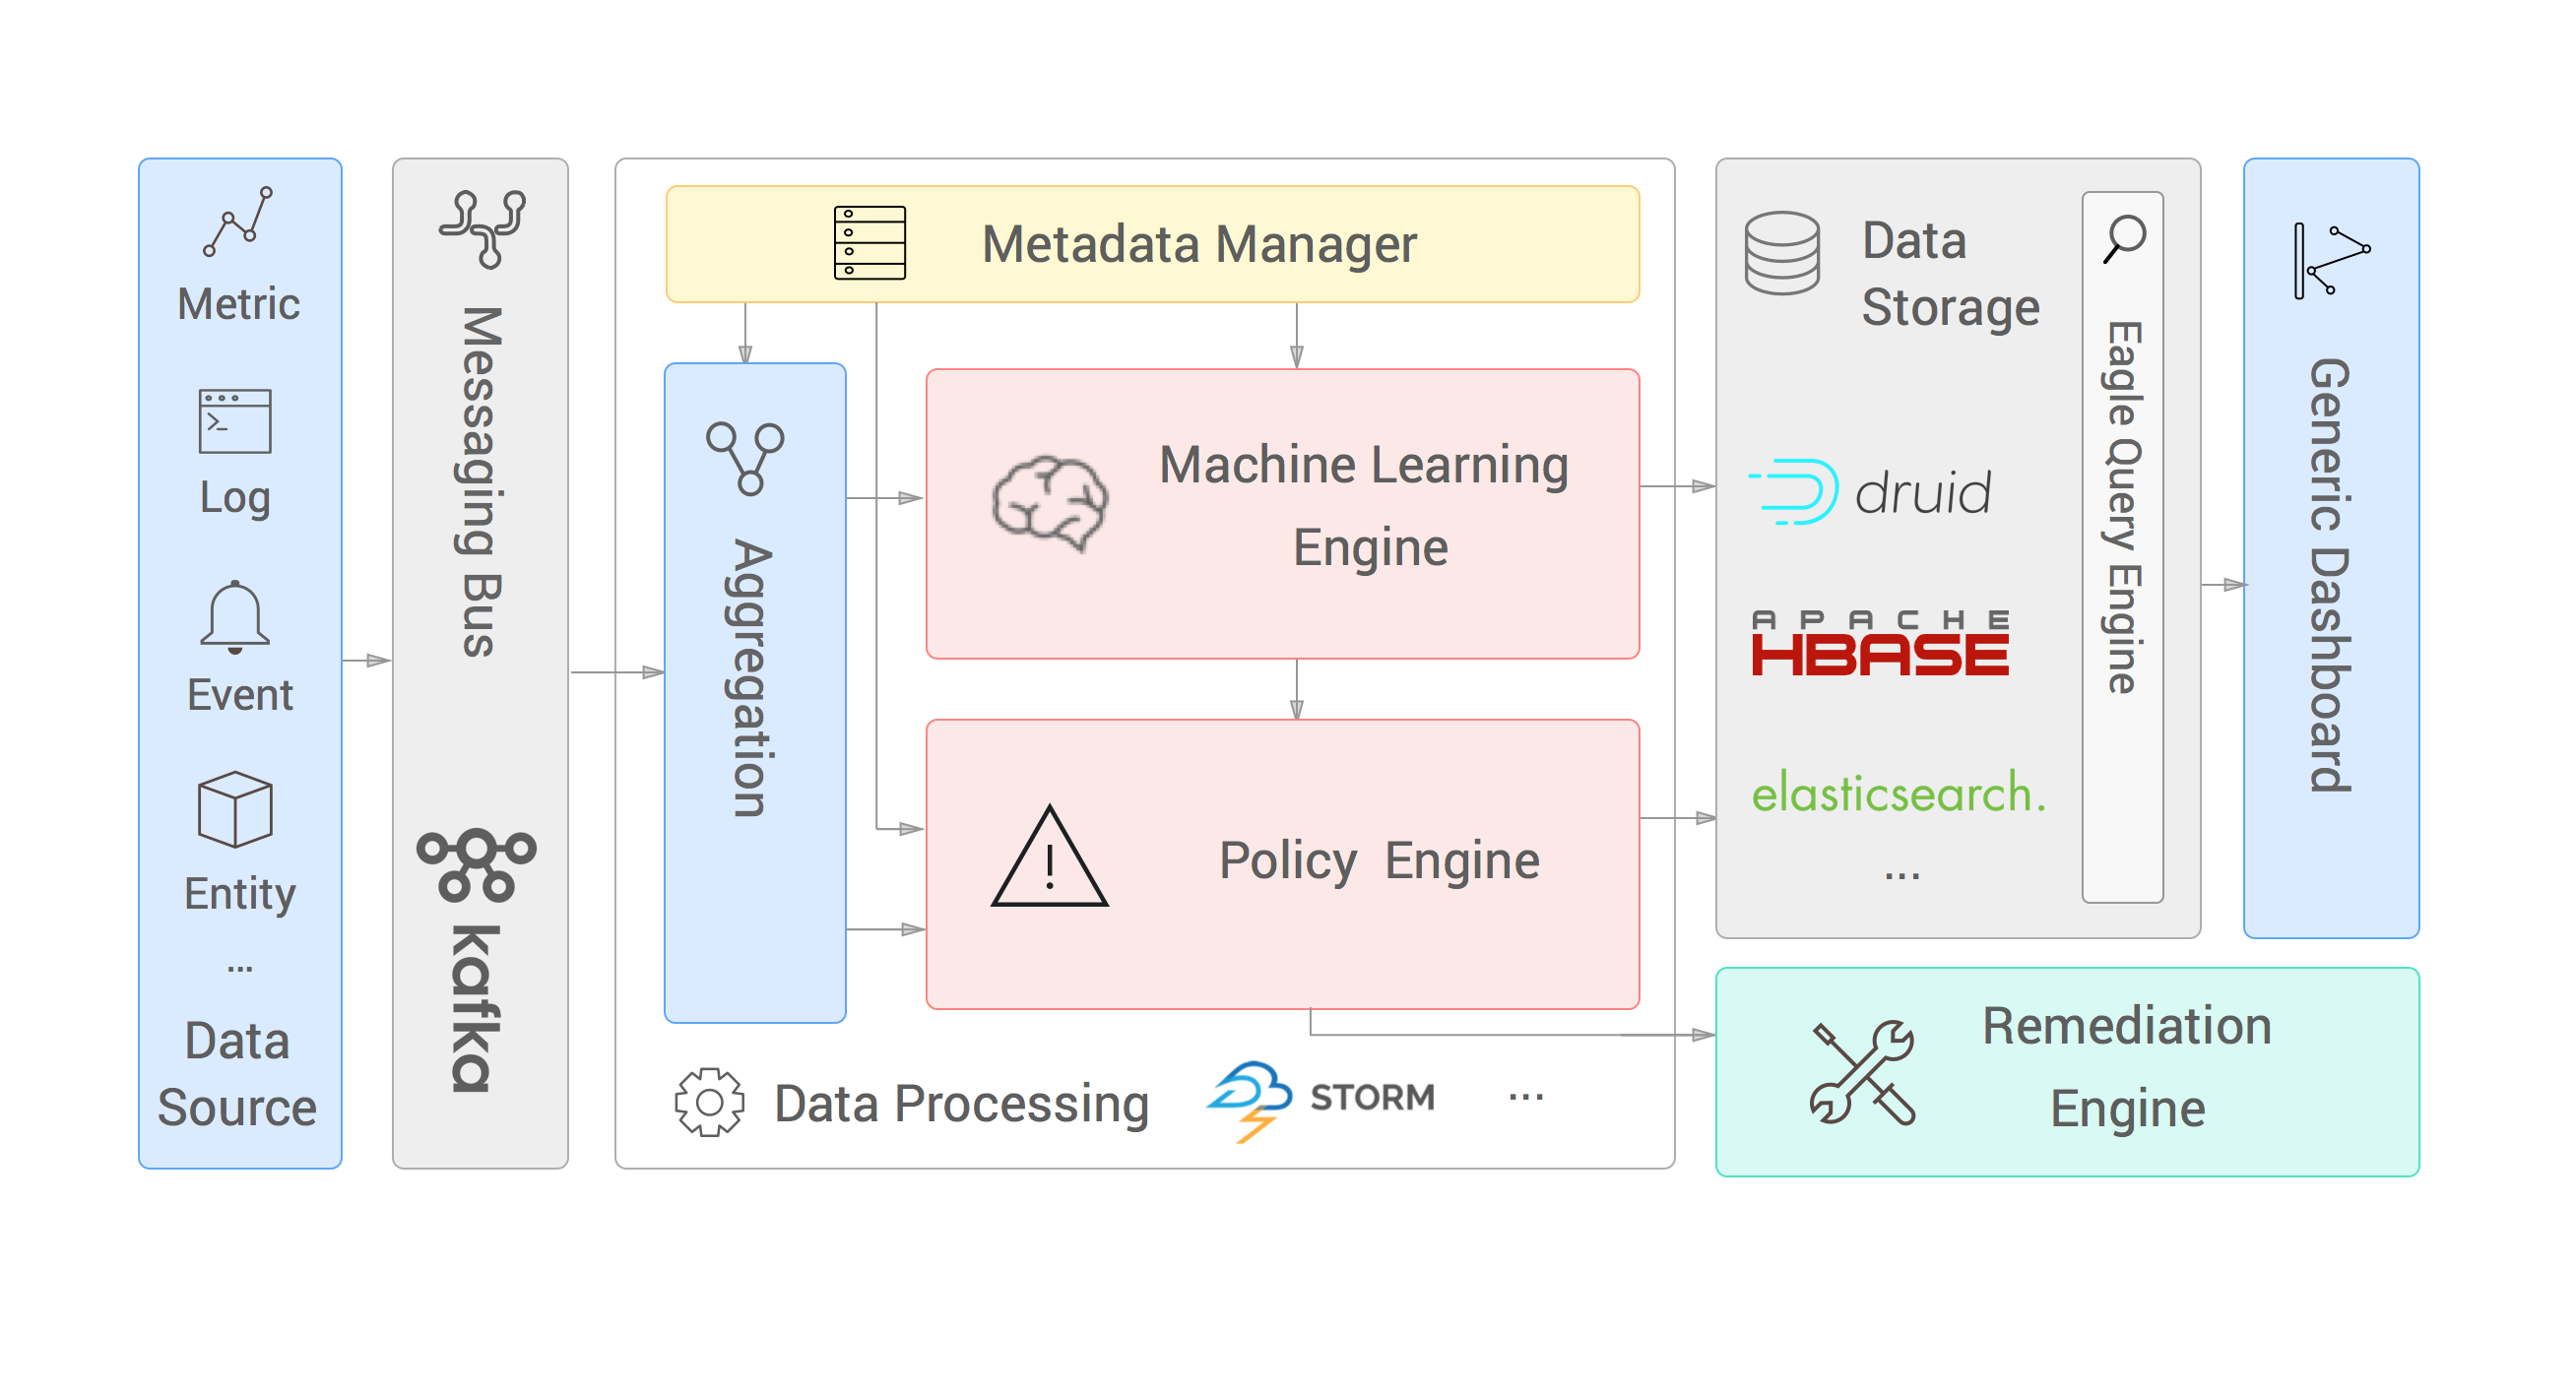 Metric
Log
Event
Entity
...
Data
Source
Messaging Bus
kafka
Metadata Manager
Aggregation
Machine Learning
Engine
Policy Engine
Data Processing
STORM
...
Data
Storage
druid
APACHE
HBASE
elasticsearch.
...
Eagle Query Engine
Generic Dashboard
Remediation
Engine